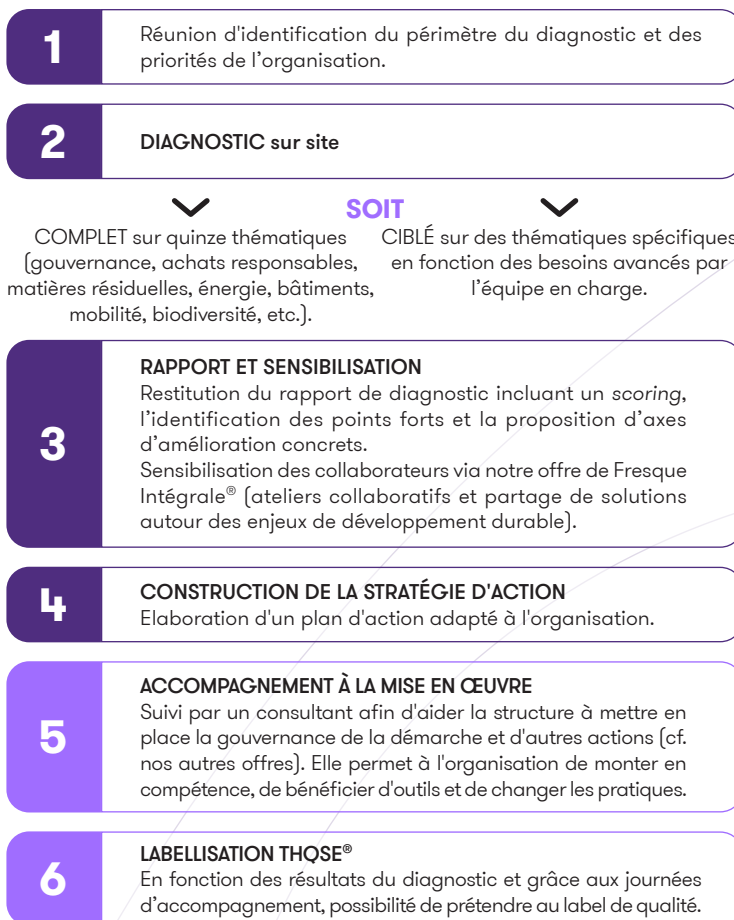 1
Réunion d'identification du périmètre du diagnostic et des
priorités de l’organisation.
2
DIAGNOSTIC sur site
SOIT
COMPLET sur quinze thématiques
(gouvernance, achats responsables,
matières résiduelles, énergie, bâtiments,
mobilité, biodiversité, etc.).
CIBLÉ sur des thématiques spécifiques
en fonction des besoins avancés par
l’équipe en charge.
3
RAPPORT ET SENSIBILISATION
Restitution du rapport de diagnostic incluant un scoring,
l’identification des points forts et la proposition d’axes
d’amélioration concrets.
Sensibilisation des collaborateurs via notre offre de Fresque
Intégrale® (ateliers collaboratifs et partage de solutions
autour des enjeux de développement durable).
4
CONSTRUCTION DE LA STRATÉGIE D'ACTION
Elaboration d'un plan d'action adapté à l'organisation.
5
ACCOMPAGNEMENT À LA MISE EN ŒUVRE
Suivi par un consultant afin d'aider la structure à mettre en
place la gouvernance de la démarche et d'autres actions (cf.
nos autres offres). Elle permet à l'organisation de monter en
compétence, de bénéficier d'outils et de changer les pratiques.
6
LABELLISATION THQSE®
En fonction des résultats du diagnostic et grâce aux journées
d’accompagnement, possibilité de prétendre au label de qualité.